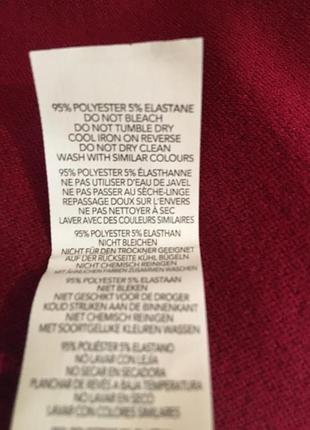 95% POLYESTER 5% ELASTANE
DO NOT BLEACH
DO NOT TUMBLE DRY
COOL IRON ON REVERSE
DO NOT DRY CLEAN
WASH WITH SIMILAR COLOURS
95% POLYESTER 5% ÉLASTHANNE
NE PAS UTILISER D'EAU DE JAVEL
NE PAS PASSER AU SÈCHE-LINGE
REPASSAGE DOUX SUR L'ENVERS
NE PAS NETTOYER À SEC
LAVER AVEC DES COULEURS SIMILAIRES
95% POLYESTER 5% ELASTHAN
NICHT BLEICHEN
NICHT FÜR DEN TROCKNER GEEIGNET
AUF DER RÜCKSEITE KÜHL BÜGELN
NICHT CHEMISCH REINIGEN
MIT ÄHNLICHEN FARBEN ZUSAMMEN WASCHEN
95% POLYESTER 5% ELASTAAN
NIET BLEKEN
NIET GESCHIKT VOOR DE DROGER
KOUD STRIJKEN AAN DE BINNENKANT
NIET CHEMISCH REINIGEN
MET SOORTGELIJKE KLEUREN WASSEN
95% POLIÉSTER 5% ELASTANO
NO LAVAR CON LEJÍA
NO SECAR EN SECADORA
PLANCHAR DE REVÉS A BAJA TEMPERATURA
NO LAVAR EN SECO
LAVAR CON COLORES SIMILARES